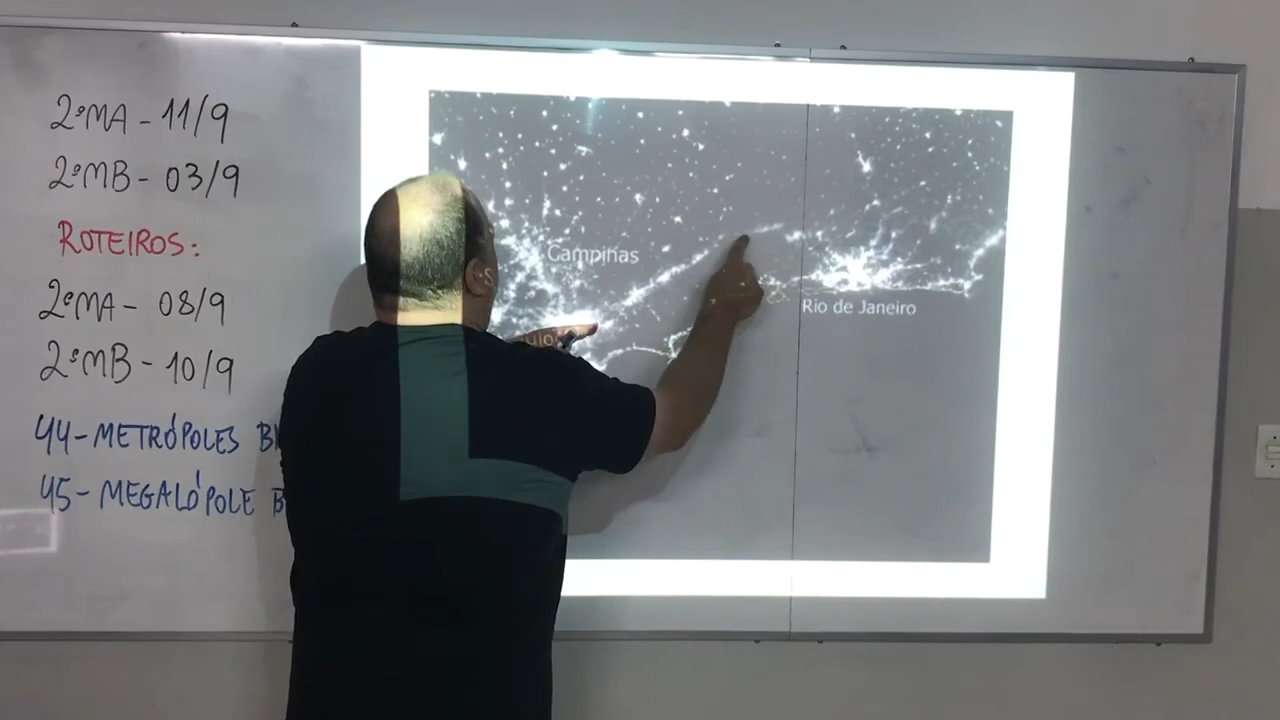 2ºMA - 11/9
2ºMB - 03/9
ROTEIROS:
2ºMA - 08/9
2ºMB - 10/9
44 - METRÓPOLES
45 - MEGALÓPOLE
Campinas
Rio de Janeiro